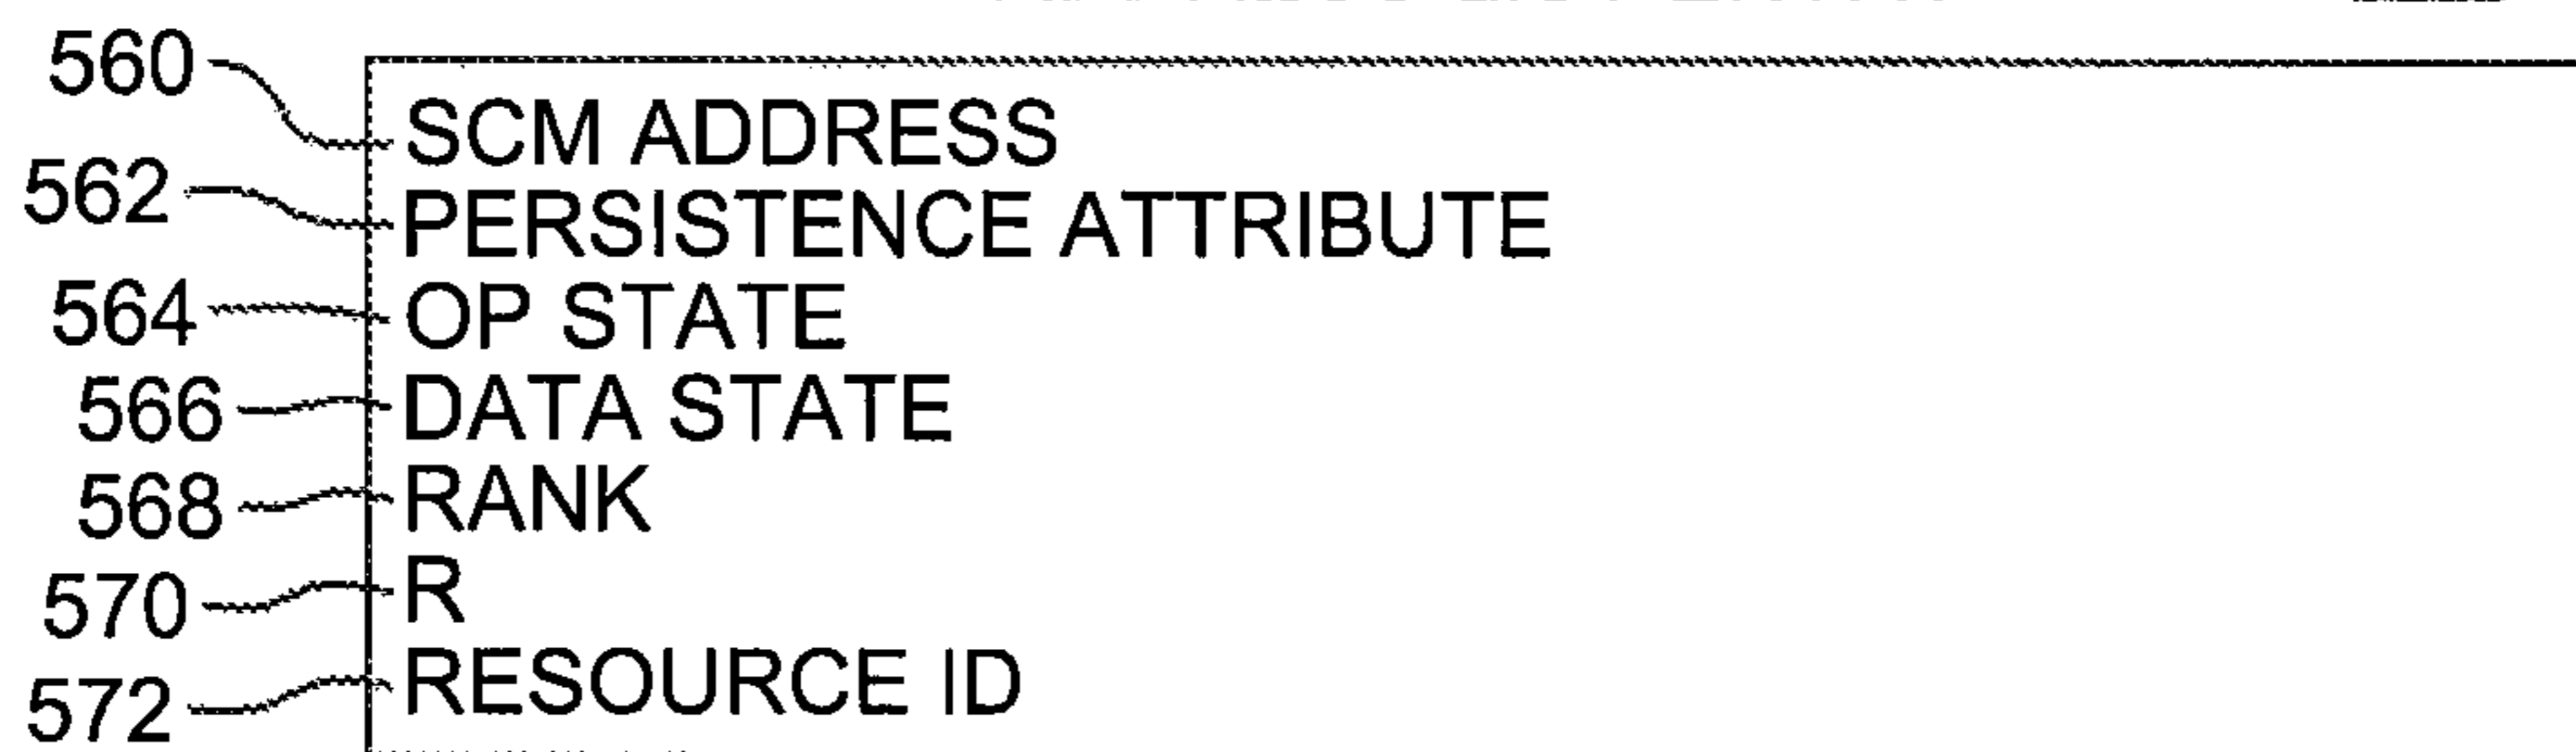 560 SCM ADDRESS
562 PERSISTENCE ATTRIBUTE
564 OP STATE
566 DATA STATE
568 RANK
570 R
572 RESOURCE ID